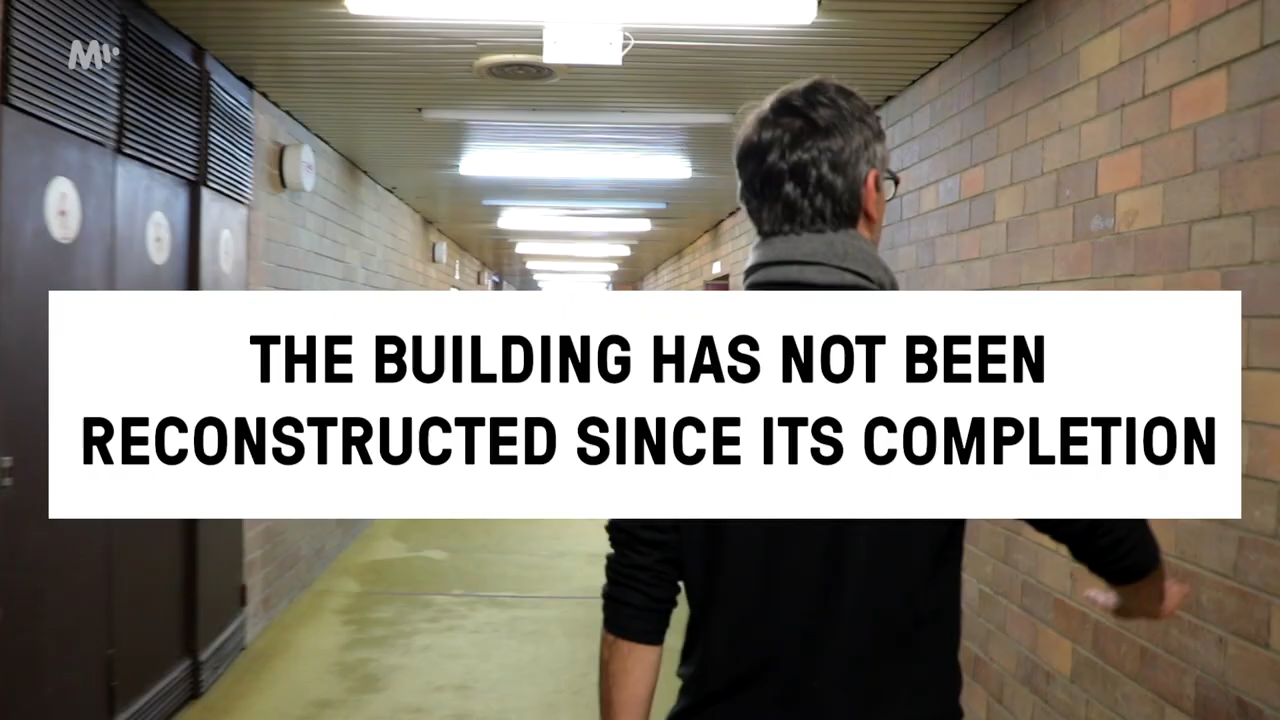 M
THE BUILDING HAS NOT BEEN
RECONSTRUCTED SINCE ITS COMPLETION